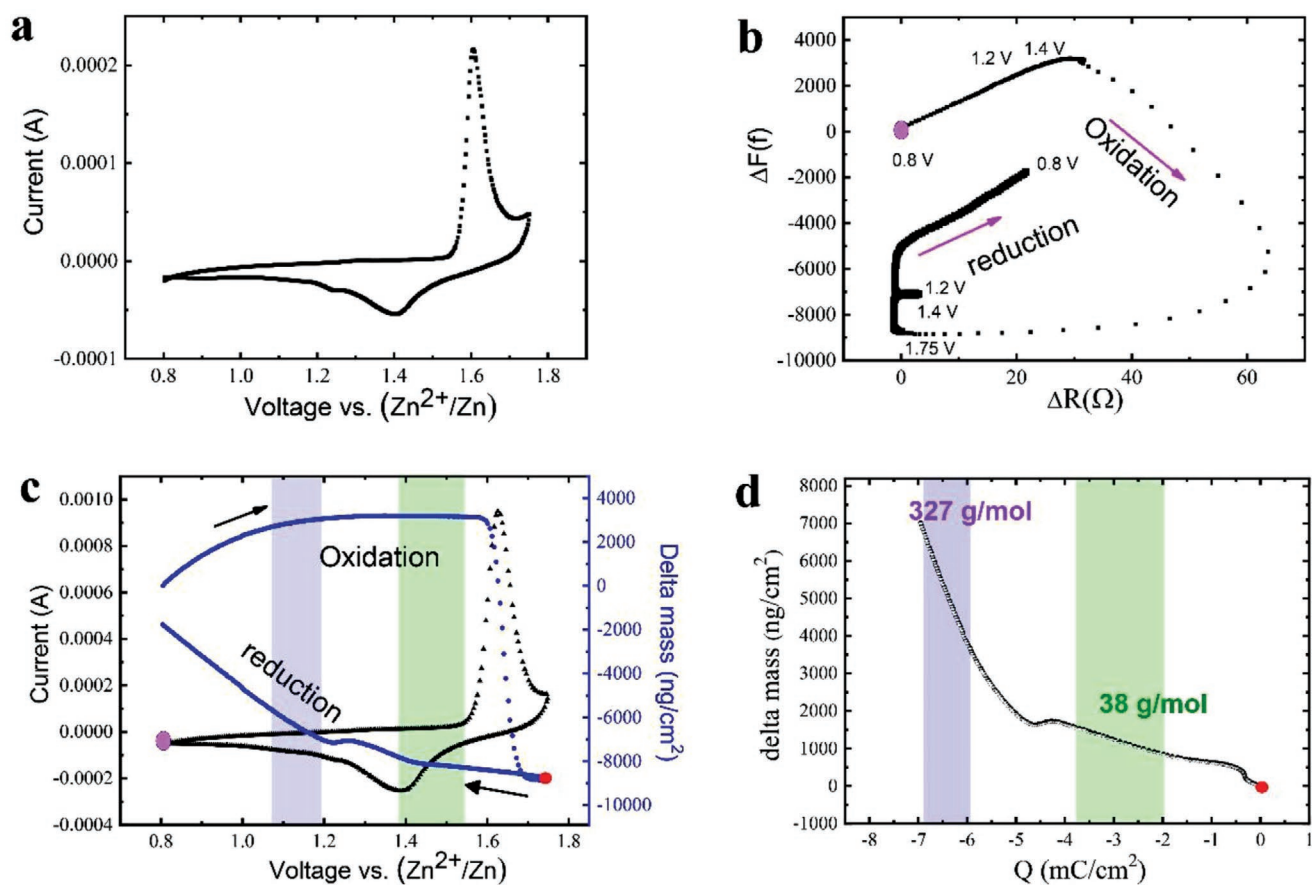 a
Current (A)
0.0002
0.0001
0.0000
-0.0001
0.8
1.0
1.2
1.4
1.6
1.8
Voltage vs. (Zn²⁺/Zn)
b
ΔF(f)
4000
2000
0
-2000
-4000
-6000
-8000
-10000
0
20
40
60
ΔR(Ω)
0.8 V
1.2 V
1.4 V
Oxidation
0.8 V
reduction
1.2 V
1.4 V
1.75 V
c
Current (A)
0.0010
0.0008
0.0006
0.0004
0.0002
0.0000
-0.0002
-0.0004
0.8
1.0
1.2
1.4
1.6
1.8
Voltage vs. (Zn²⁺/Zn)
Oxidation
reduction
4000
2000
0
-2000
-4000
-6000
-8000
-10000
Delta mass (ng/cm²)
d
delta mass (ng/cm²)
8000
7000
6000
5000
4000
3000
2000
1000
0
-1000
-8
-7
-6
-5
-4
-3
-2
-1
0
1
Q (mC/cm²)
327 g/mol
38 g/mol